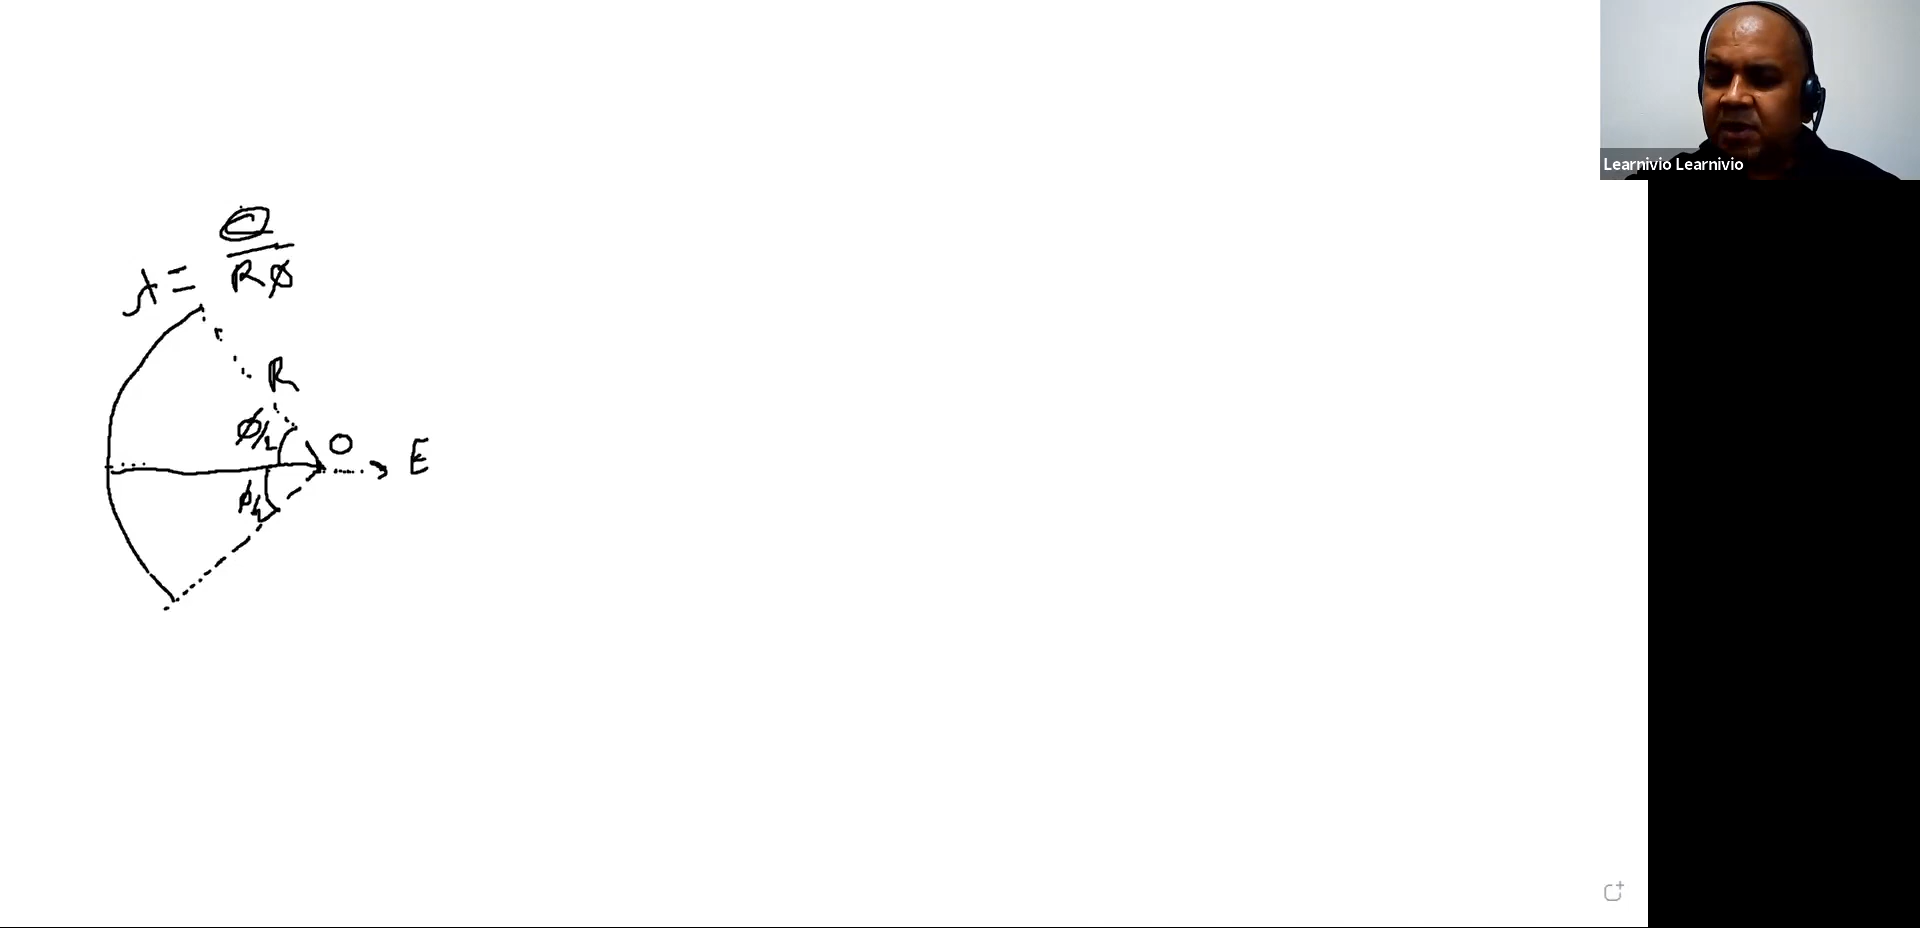 Learnivio Learnivio
λ = Q
Rφ
R
φ/2
O
E
φ/2